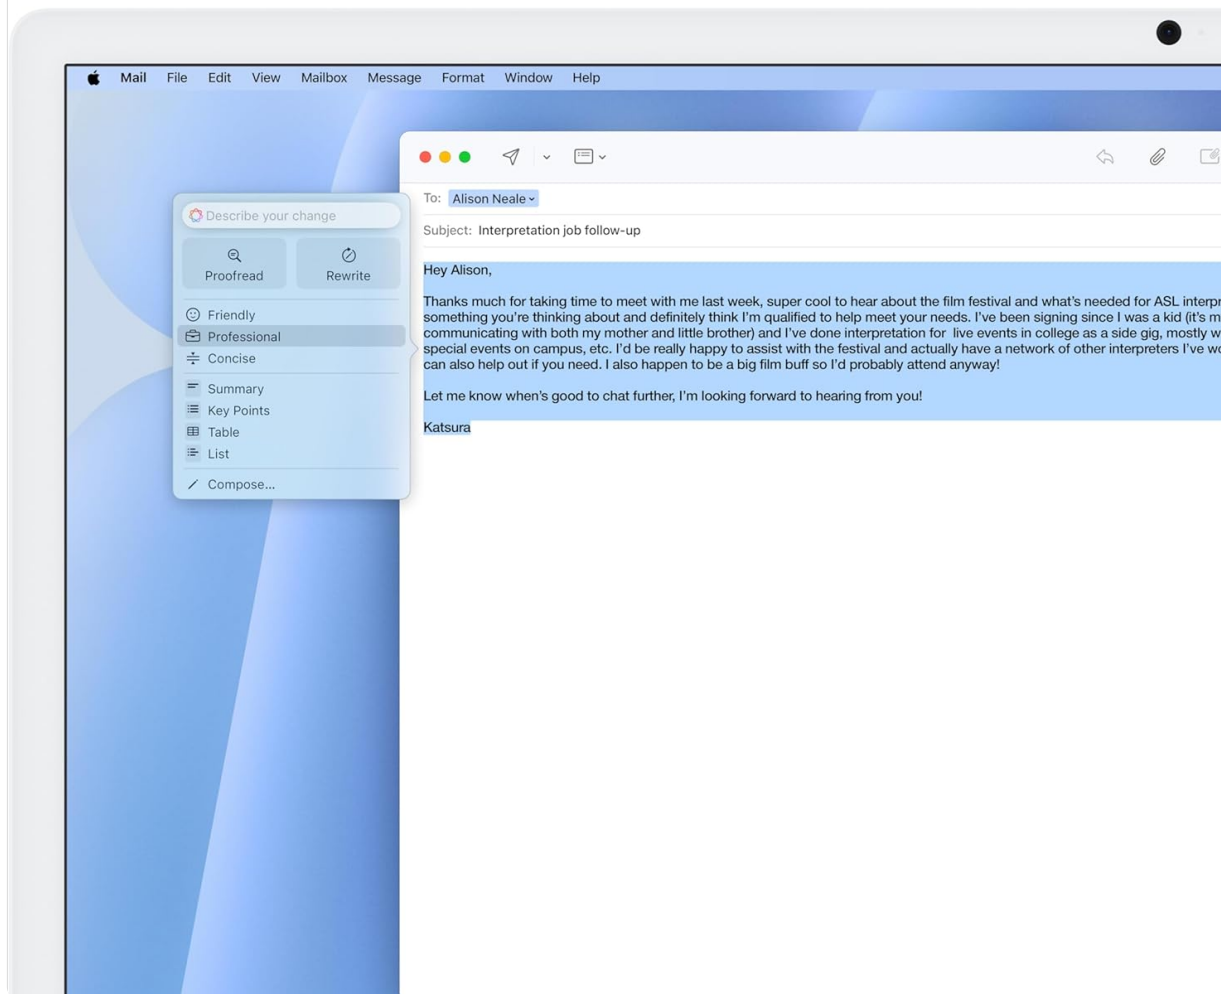 Mail File Edit View Mailbox Message Format Window Help
To: Alison Neale
Subject: Interpretation job follow-up
Describe your change
Proofread Rewrite
Friendly
Professional
Concise
Summary
Key Points
Table
List
Compose...
Hey Alison,
Thanks much for taking time to meet with me last week, super cool to hear about the film festival and what's needed for ASL
something you're thinking about and definitely think I'm qualified to help meet your needs. I've been signing since I was a kid (it's
communicating with both my mother and little brother) and I've done interpretation for live events in college as a side gig, mostly
special events on campus, etc. I'd be really happy to assist with the festival and actually have a network of other interpreters I've
can also help out if you need. I also happen to be a big film buff so I'd probably attend anyway!
Let me know when's good to chat further, I'm looking forward to hearing from you!
Katsura